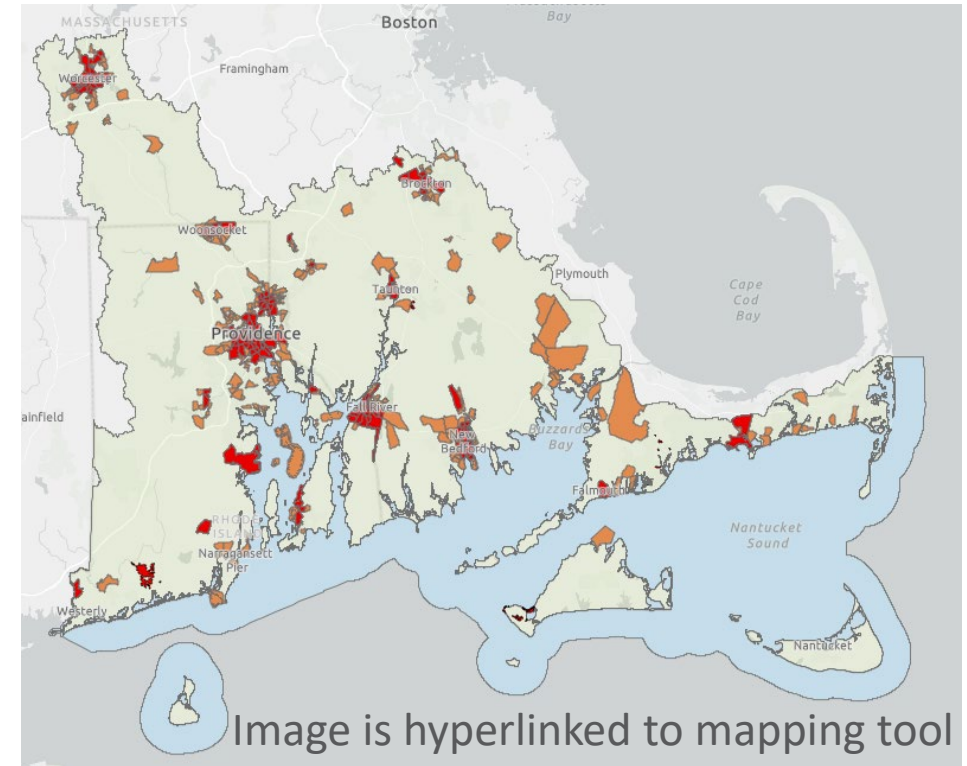 MASSACHUSETTS
Boston
Massachusetts
Bay
Worcester
Framingham
Brockton
Woonsocket
Plymouth
Taunton
Cape
Cod
Bay
Providence
ainfield
Fall River
New
Bedford
Buzzards
Bay
Falmouth
RHODE
ISLAND
Nantucket
Sound
Narragansett
Pier
Westerly
Nantucket
Image is hyperlinked to mapping tool